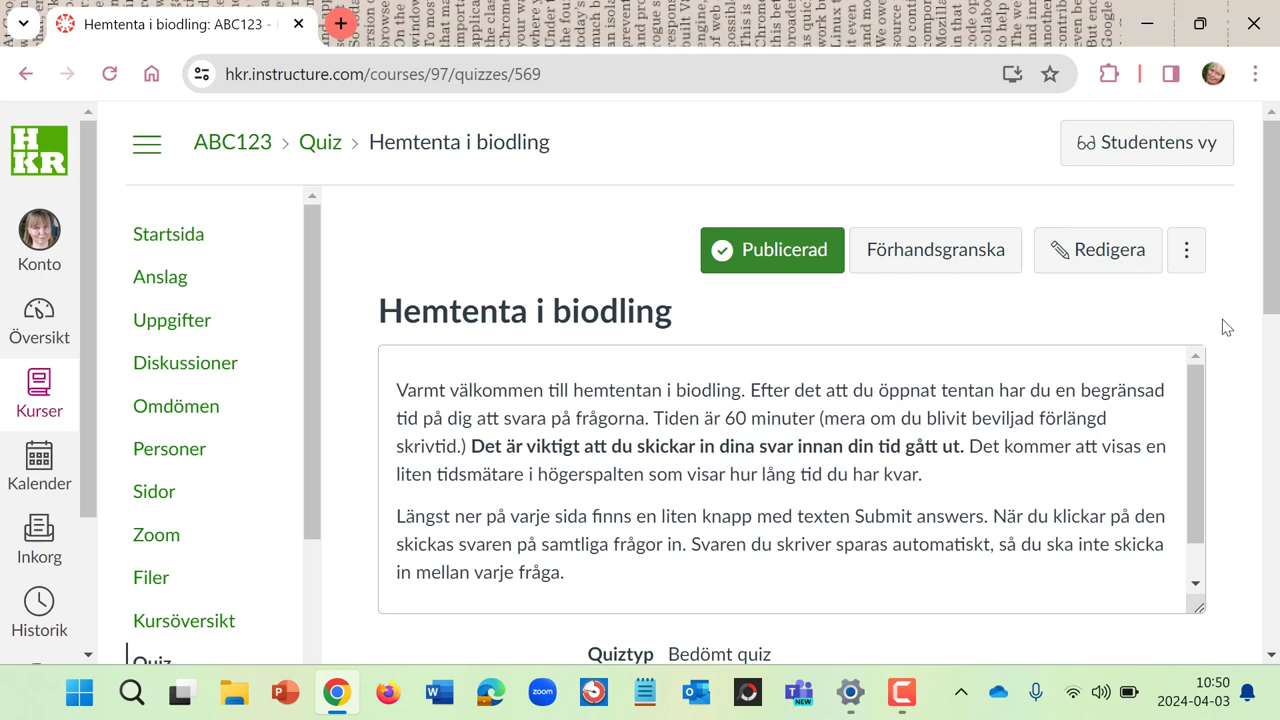 Hemtenta i biodling: ABC123 -
hkr.instructure.com/courses/97/quizzes/569
HKR
ABC123 > Quiz > Hemtenta i biodling
Studentens vy
Konto
Översikt
Kurser
Kalender
Inkorg
Historik
Startsida
Anslag
Uppgifter
Diskussioner
Omdömen
Personer
Sidor
Zoom
Filer
Kursöversikt
Quiz
Publicerad
Förhandsgranska
Redigera
Hemtenta i biodling
Varmt välkommen till hemtentan i biodling. Efter det att du öppnat tentan har du en begränsad
tid på dig att svara på frågorna. Tiden är 60 minuter (mera om du blivit beviljad förlängd
skrivtid.) Det är viktigt att du skickar in dina svar innan din tid gått ut. Det kommer att visas en
liten tidsmätare i högerspalten som visar hur lång tid du har kvar.
Längst ner på varje sida finns en liten knapp med texten Submit answers. När du klickar på den
skickas svaren på samtliga frågor in. Svaren du skriver sparas automatiskt, så du ska inte skicka
in mellan varje fråga.
Quiztyp Bedömt quiz
zoom
NEW
10:50
2024-04-03